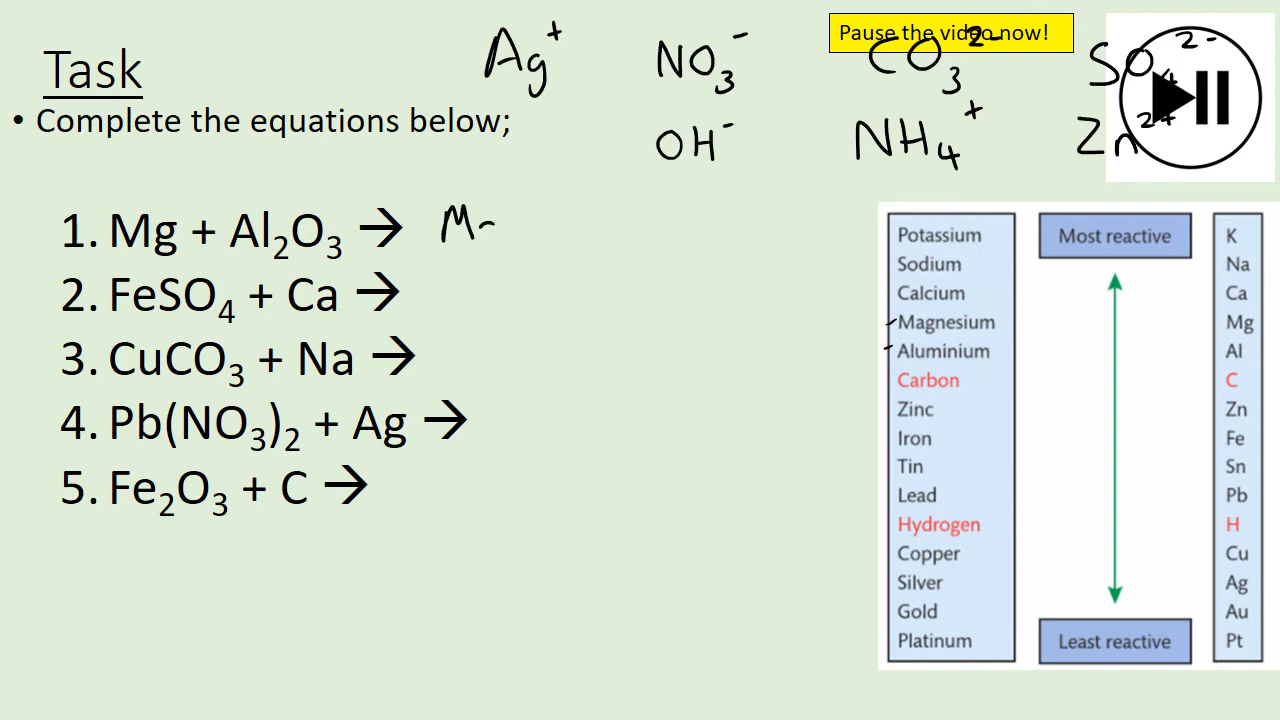 Task
Ag⁺ NO₃⁻ CO₃²⁻ SO₄²⁻
Pause the video now!
• Complete the equations below;
OH⁻ NH₄⁺ Zn²⁺
1. Mg + Al₂O₃ → M
2. FeSO₄ + Ca →
3. CuCO₃ + Na →
4. Pb(NO₃)₂ + Ag →
5. Fe₂O₃ + C →
Potassium Most reactive K
Sodium Na
Calcium Ca
Magnesium Mg
Aluminium Al
Carbon C
Zinc Zn
Iron Fe
Tin Sn
Lead Pb
Hydrogen H
Copper Cu
Silver Ag
Gold Au
Platinum Least reactive Pt